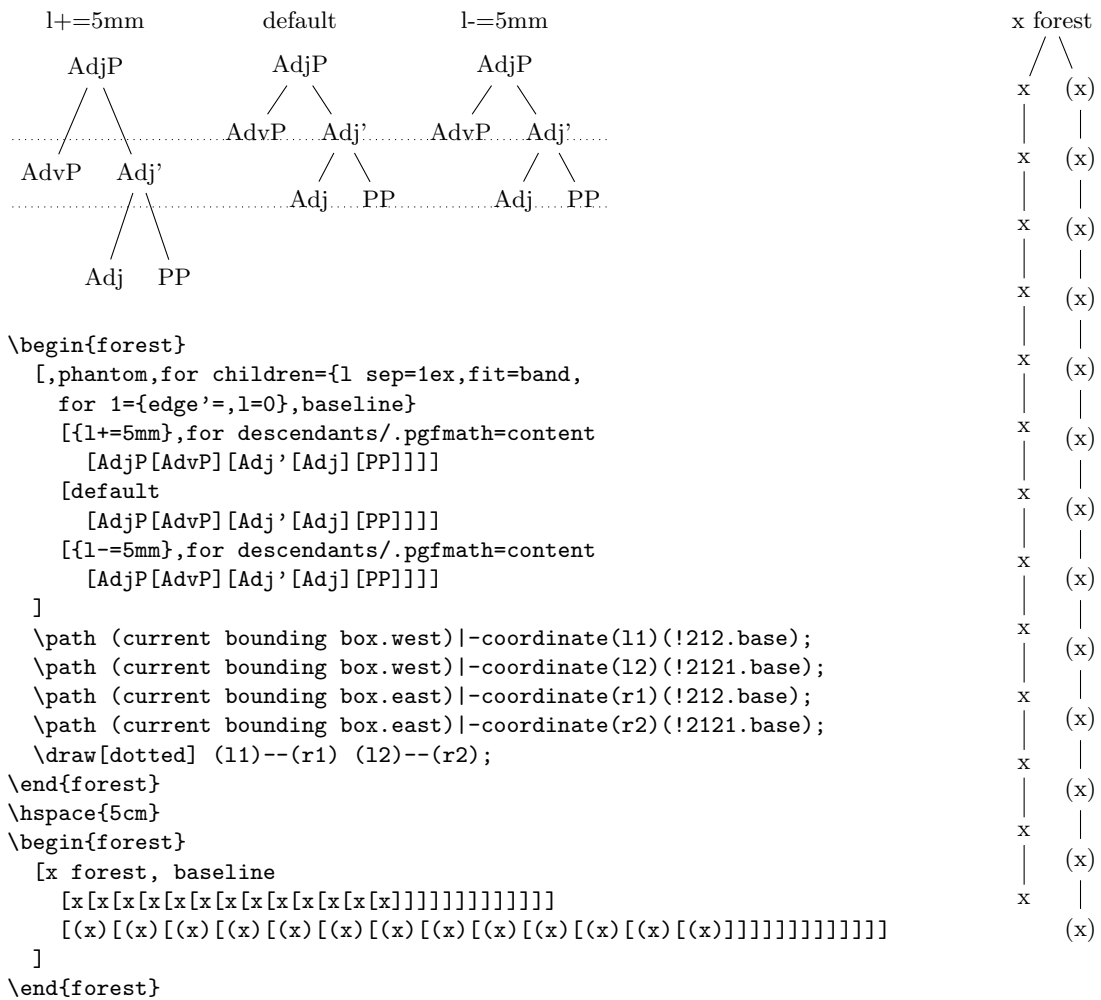 l+=5mm default l-=5mm x forest
AdjP AdjP AdjP
x (x)
AdvP Adj' AdvP Adj'
x (x)
AdvP Adj'
Adj PP Adj PP
x (x)
Adj PP
x (x)
\begin{forest}
[,phantom,for children={l sep=1ex,fit=band,
x (x)
for 1={edge'=,l=0},baseline}
[{l+=5mm},for descendants/.pgfmath=content
x (x)
[AdjP[AdvP][Adj'[Adj][PP]]]]
[default
x (x)
[AdjP[AdvP][Adj'[Adj][PP]]]]
[{l-=5mm},for descendants/.pgfmath=content
x (x)
[AdjP[AdvP][Adj'[Adj][PP]]]]
]
x (x)
\path (current bounding box.west)|-coordinate(l1)(!212.base);
\path (current bounding box.west)|-coordinate(l2)(!2121.base);
\path (current bounding box.east)|-coordinate(r1)(!212.base);
x (x)
\path (current bounding box.east)|-coordinate(r2)(!2121.base);
\draw[dotted] (l1)--(r1) (l2)--(r2);
x (x)
\end{forest}
\hspace{5cm}
x (x)
\begin{forest}
[x forest, baseline
x (x)
[x[x[x[x[x[x[x[x[x[x[x[x[x]]]]]]]]]]]]]
[(x)[(x)[(x)[(x)[(x)[(x)[(x)[(x)[(x)[(x)[(x)[(x)[(x)]]]]]]]]]]]]]
]
\end{forest}